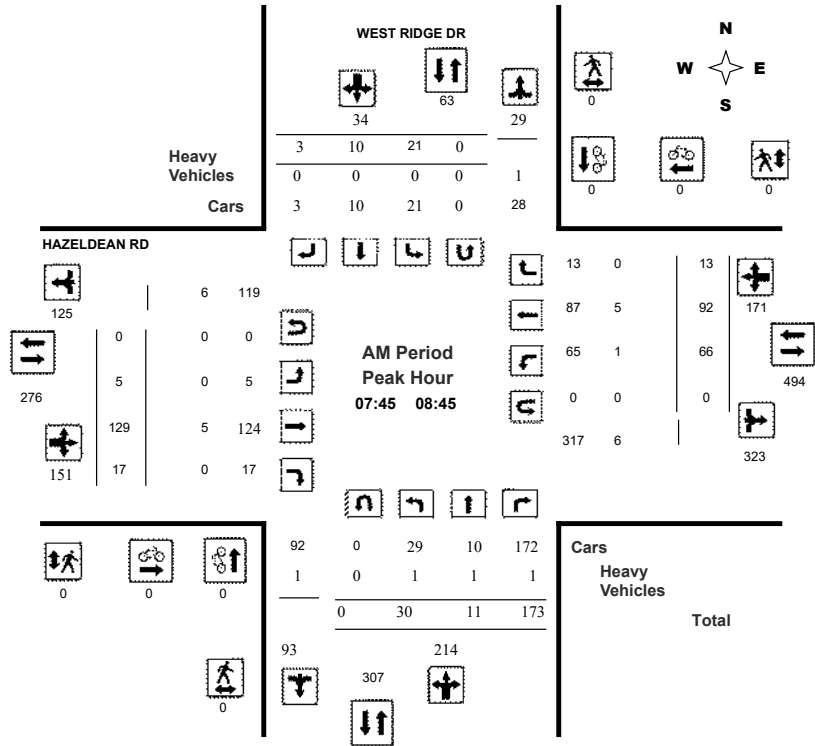 WEST RIDGE DR
N
W E
S
63
0
34 29
3 10 21 0
Heavy
Vehicles
0 0 0 0 1
0 0 0
Cars 3 10 21 0 28
HAZELDEAN RD
13 0 13
6 119
125
87 5 92 171
0 0 0
AM Period
Peak Hour
07:45 08:45
65 1 66
494
5 0 5
276
0 0 0
129 5 124
317 6
323
151 17 0 17
92 0 29 10 172 Cars
1 0 1 1 1 Heavy
Vehicles
0 0 0
0 30 11 173 Total
93 214
307
0